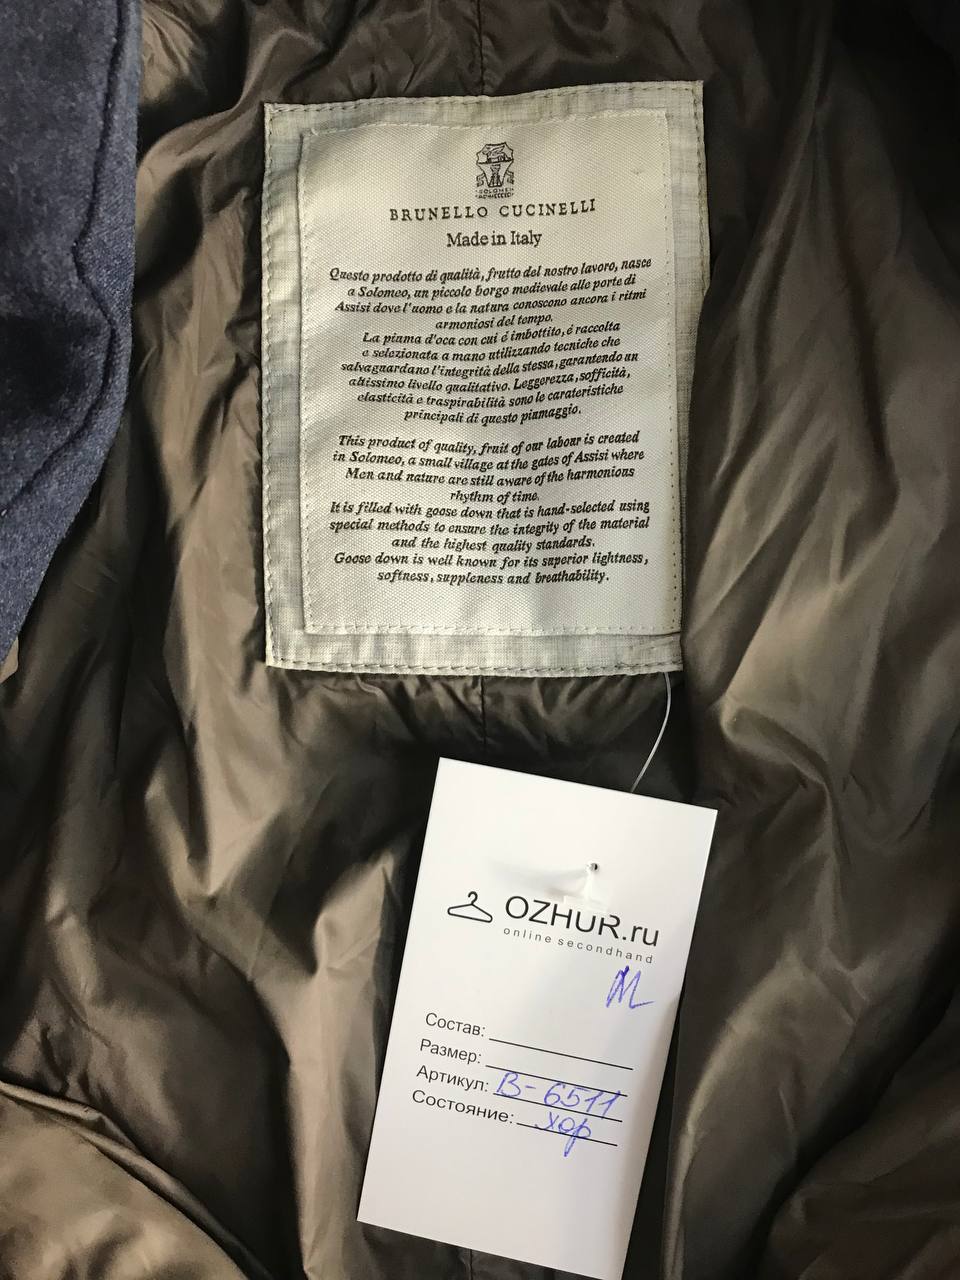 BRUNELLO CUCINELLI
Made in Italy
Questo prodotto di qualità, frutto del nostro lavoro, nasce
a Solomeo, un piccolo borgo medievale alle porte di
Assisi dove l'uomo e la natura conoscono ancora i ritmi
armoniosi del tempo.
La piuma d'oca con cui é imbottito, é raccolta
e selezionata a mano utilizzando tecniche che
salvaguardano l'integrità della stessa, garantendo un
altissimo livello qualitativo. Leggerezza, sofficità,
elasticità e traspirabilità sono le carateristiche
principali di questo piumaggio.
This product of quality, fruit of our labour is created
in Solomeo, a small village at the gates of Assisi where
Men and nature are still aware of the harmonious
rhythm of time.
It is filled with goose down that is hand-selected using
special methods to ensure the integrity of the material
and the highest quality standards.
Goose down is well known for its superior lightness,
softness, suppleness and breathability.
OZHUR.ru
online secondhand
M
Состав:
Размер:
Артикул: В-6511
Состояние: хор